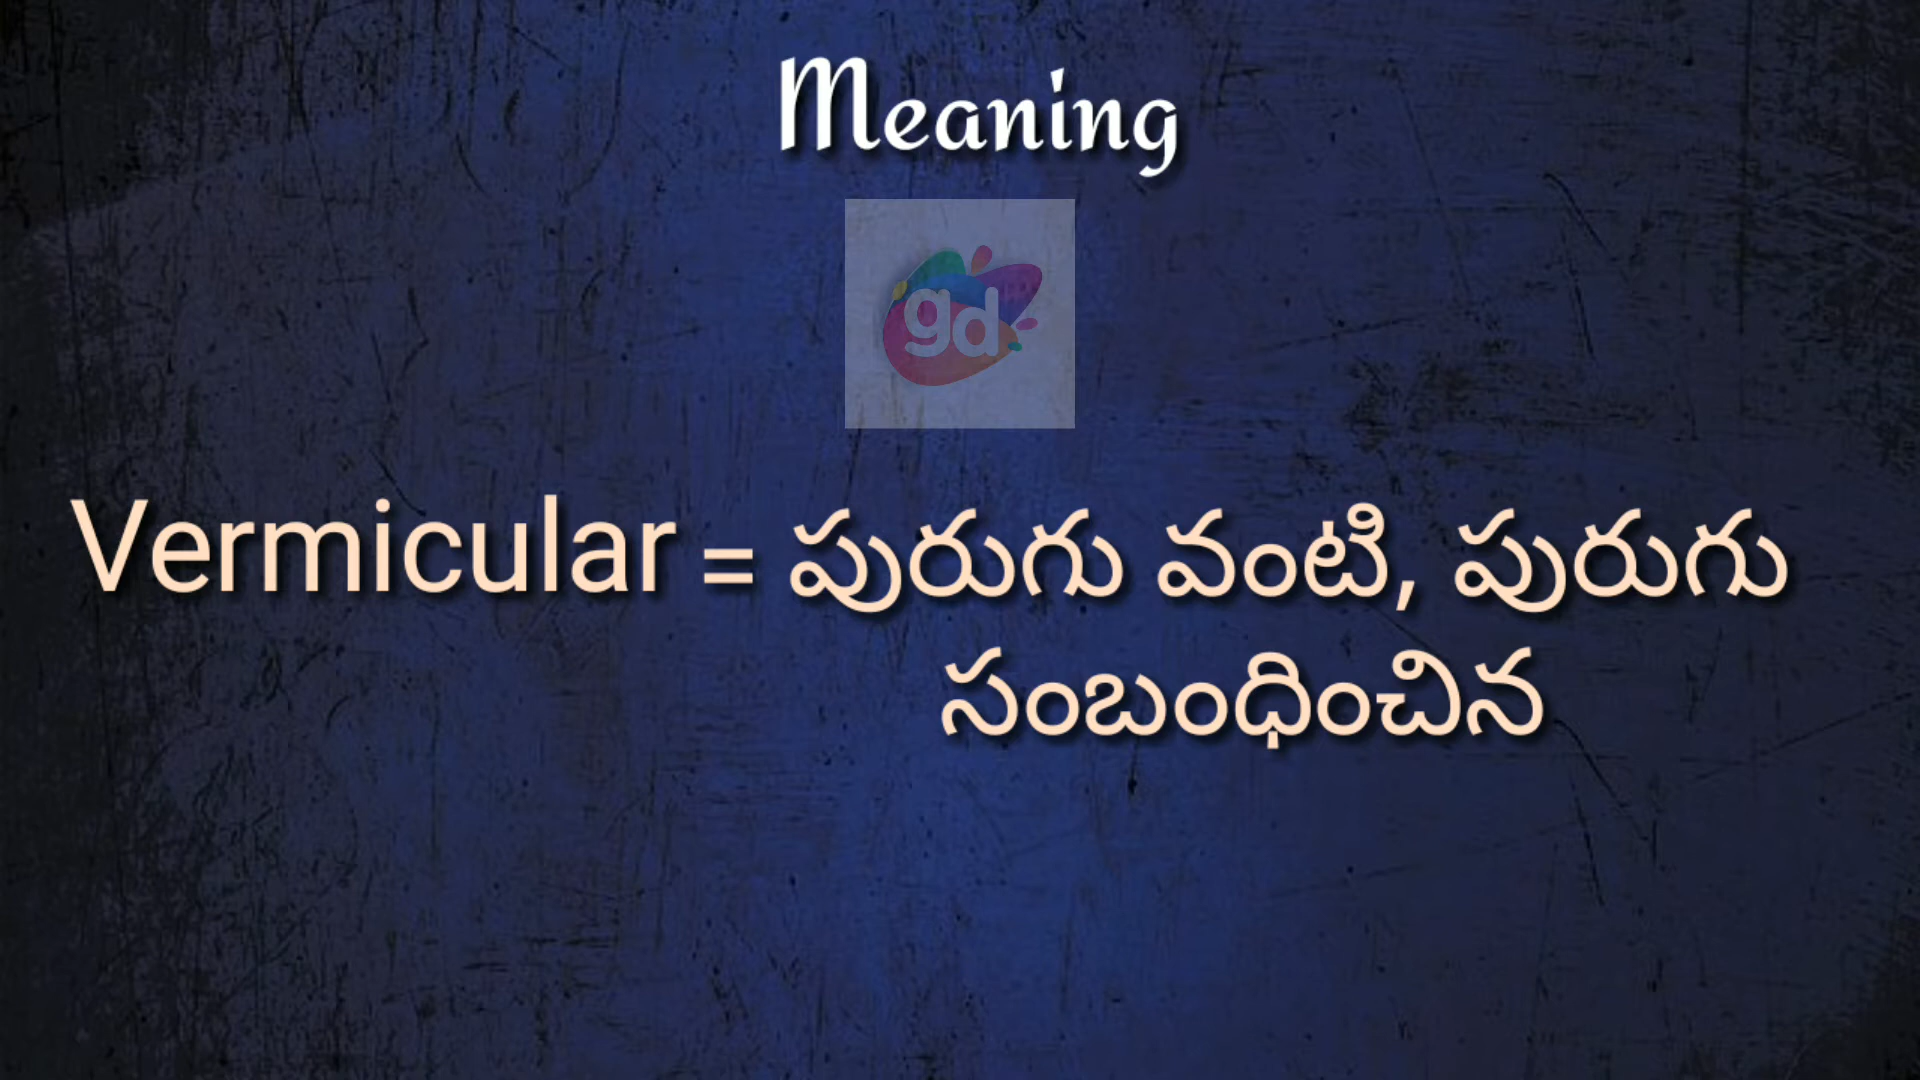 Meaning
gd
Vermicular = పురుగు వంటి, పురుగు
సంబంధించిన